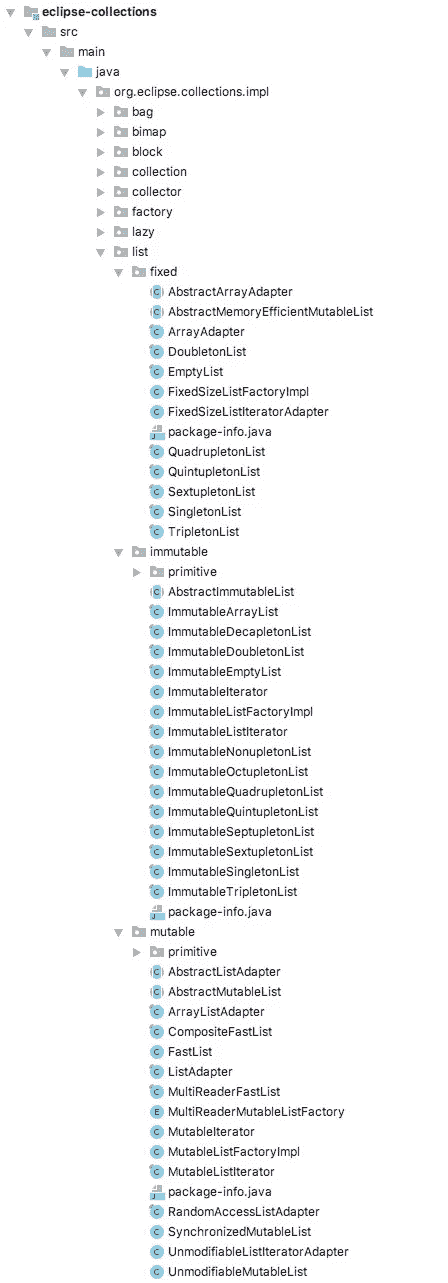 eclipse-collections
src
main
java
org.eclipse.collections.impl
bag
bimap
block
collection
collector
factory
lazy
list
fixed
AbstractArrayAdapter
AbstractMemoryEfficientMutableList
ArrayAdapter
DoubletonList
EmptyList
FixedSizeListFactoryImpl
FixedSizeListIteratorAdapter
package-info.java
QuadrupletonList
QuintupletonList
SextupletonList
SingletonList
TripletonList
immutable
primitive
AbstractImmutableList
ImmutableArrayList
ImmutableDecapletonList
ImmutableDoubletonList
ImmutableEmptyList
ImmutableIterator
ImmutableListFactoryImpl
ImmutableListIterator
ImmutableNonupletonList
ImmutableOctupletonList
ImmutableQuadrupletonList
ImmutableQuintupletonList
ImmutableSeptupletonList
ImmutableSextupletonList
ImmutableSingletonList
ImmutableTripletonList
package-info.java
mutable
primitive
AbstractListAdapter
AbstractMutableList
ArrayListAdapter
CompositeFastList
FastList
ListAdapter
MultiReaderFastList
MultiReaderMutableListFactory
MutableIterator
MutableListFactoryImpl
MutableListIterator
package-info.java
RandomAccessListAdapter
SynchronizedMutableList
UnmodifiableListIteratorAdapter
UnmodifiableMutableList